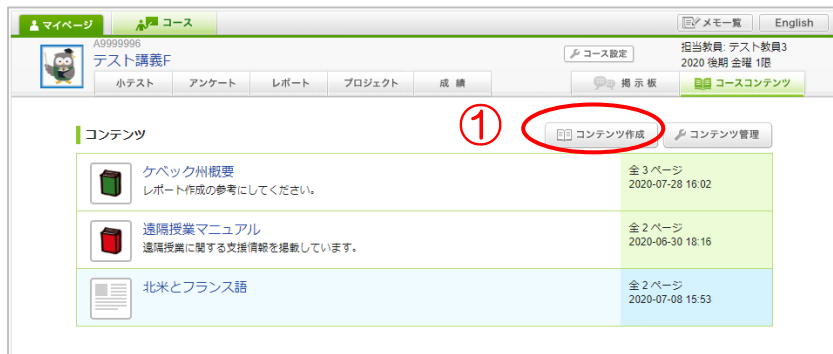 マイページ コース メモ一覧 English
A9999996
テスト講義F コース設定 担当教員: テスト教員3
2020 後期 金曜 1限
小テスト アンケート レポート プロジェクト 成績 掲示板 コースコンテンツ
①
コンテンツ コンテンツ作成 コンテンツ管理
ケベック州概要 全 3 ページ
レポート作成の参考にしてください。 2020-07-28 16:02
遠隔授業マニュアル 全 2 ページ
遠隔授業に関する支援情報を掲載しています。 2020-06-30 18:16
北米とフランス語 全 2 ページ
2020-07-08 15:53